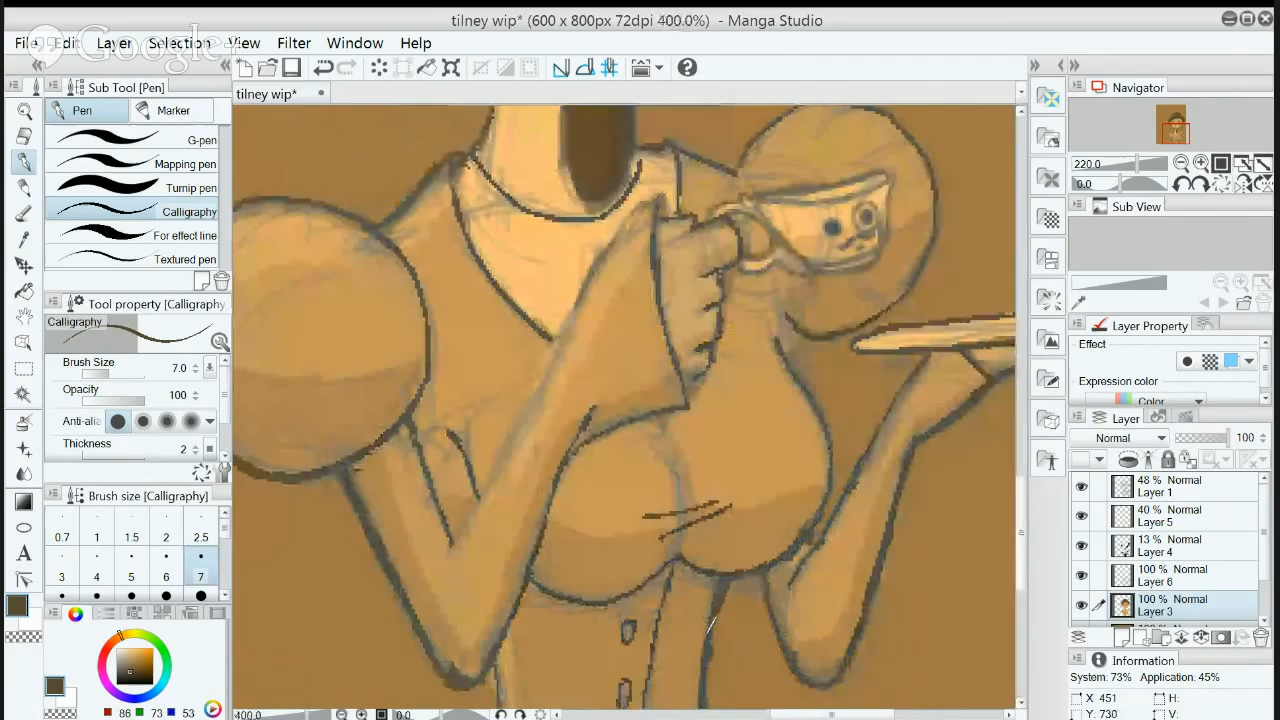 tilney wip* (600 x 800px 72dpi 400.0%) - Manga Studio
File Edit Layer Selection View Filter Window Help
Google+
tilney wip*
Sub Tool [Pen]
Pen Marker
G-pen
Mapping pen
Turnip pen
Calligraphy
For effect line
Textured pen
Tool property [Calligraphy
Calligraphy
Brush Size 7.0
Opacity 100
Anti-alia
Thickness 2
Brush size [Calligraphy]
0.7 1 1.5 2 2.5
3 4 5 6 7
86 73 53
400.0 0.0
Navigator
220.0
0.0
Sub View
Layer Property
Effect
Expression color
Color
Layer
Normal 100
48 % Normal
Layer 1
40 % Normal
Layer 5
13 % Normal
Layer 4
100 % Normal
Layer 6
100 % Normal
Layer 3
Information
System: 73% Application: 45%
X: 451 H:
Y: 730 W: